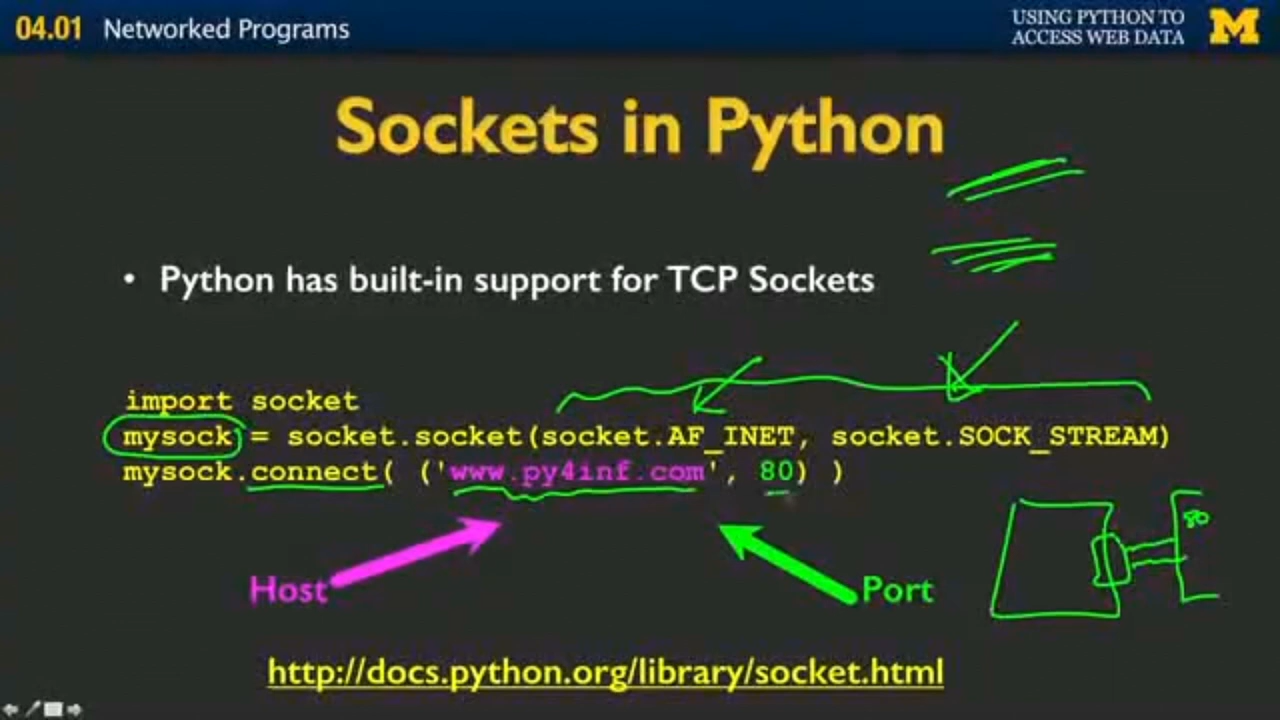 04.01 Networked Programs
USING PYTHON TO
ACCESS WEB DATA
M
Sockets in Python
• Python has built-in support for TCP Sockets
import socket
mysock = socket.socket(socket.AF_INET, socket.SOCK_STREAM)
mysock.connect( ('www.py4inf.com', 80) )
80
Host
Port
http://docs.python.org/library/socket.html